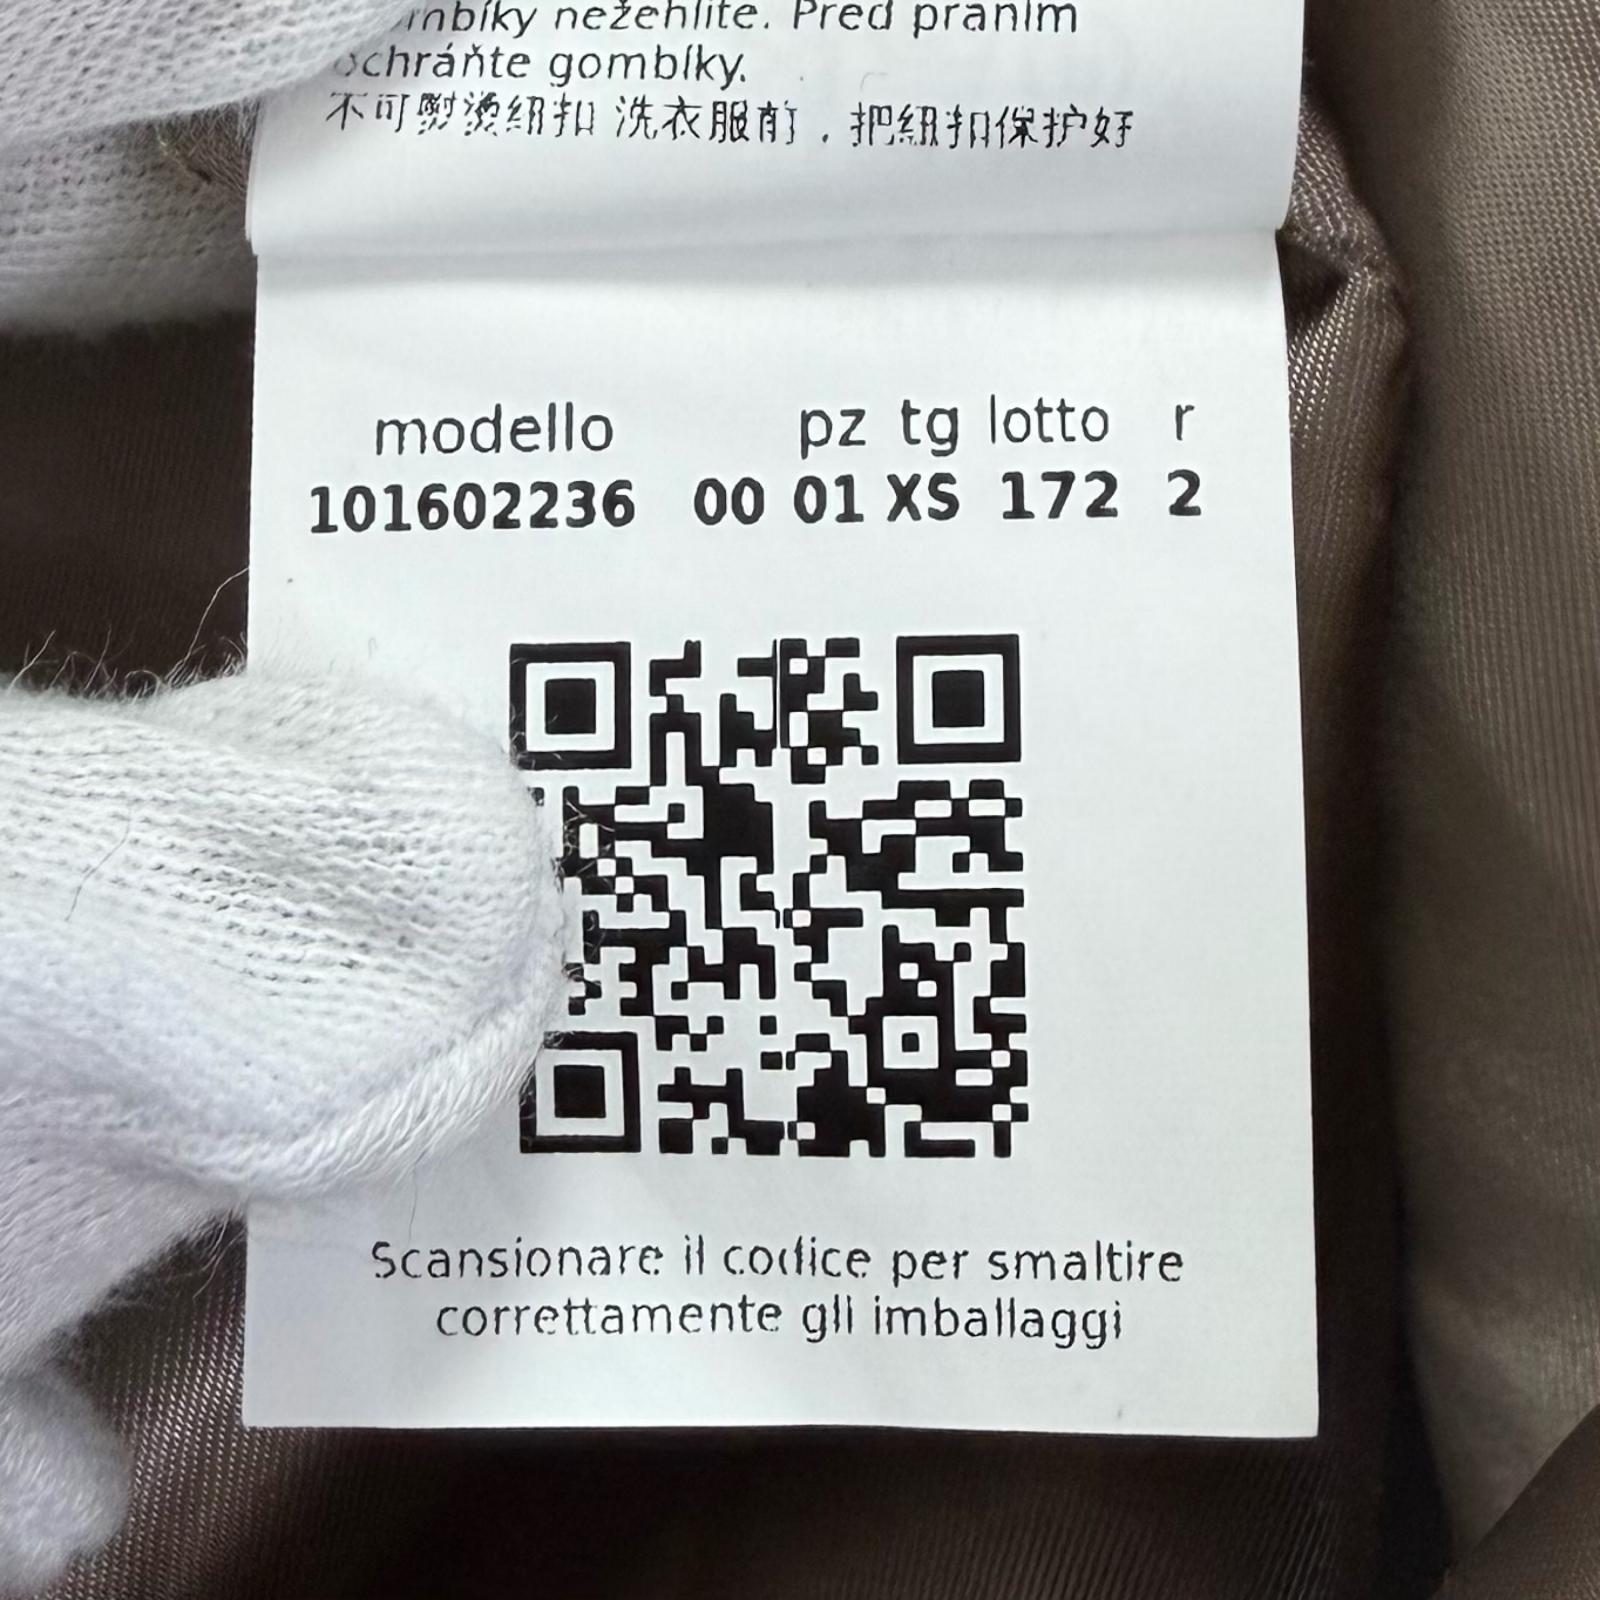 nežehlite. Pred praním
ochráňte gombíky.
不可熨烫纽扣 洗衣服前 , 把纽扣保护好
modello pz tg lotto r
101602236 00 01 XS 172 2
Scansionare il codice per smaltire
correttamente gli imballaggi